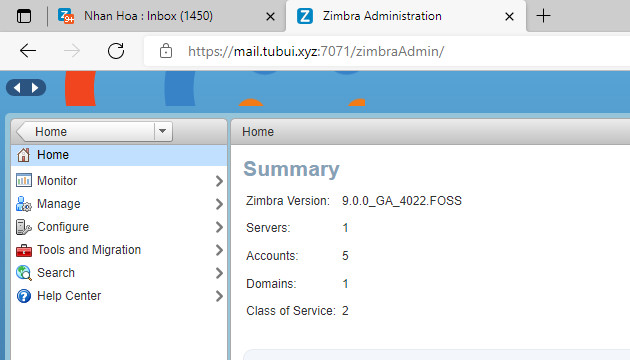 Nhan Hoa : Inbox (1450)
Zimbra Administration
https://mail.tubui.xyz:7071/zimbraAdmin/
Home
Home
Home
Summary
Monitor
Zimbra Version: 9.0.0_GA_4022.FOSS
Manage
Servers: 1
Configure
Tools and Migration
Accounts: 5
Search
Domains: 1
Help Center
Class of Service: 2